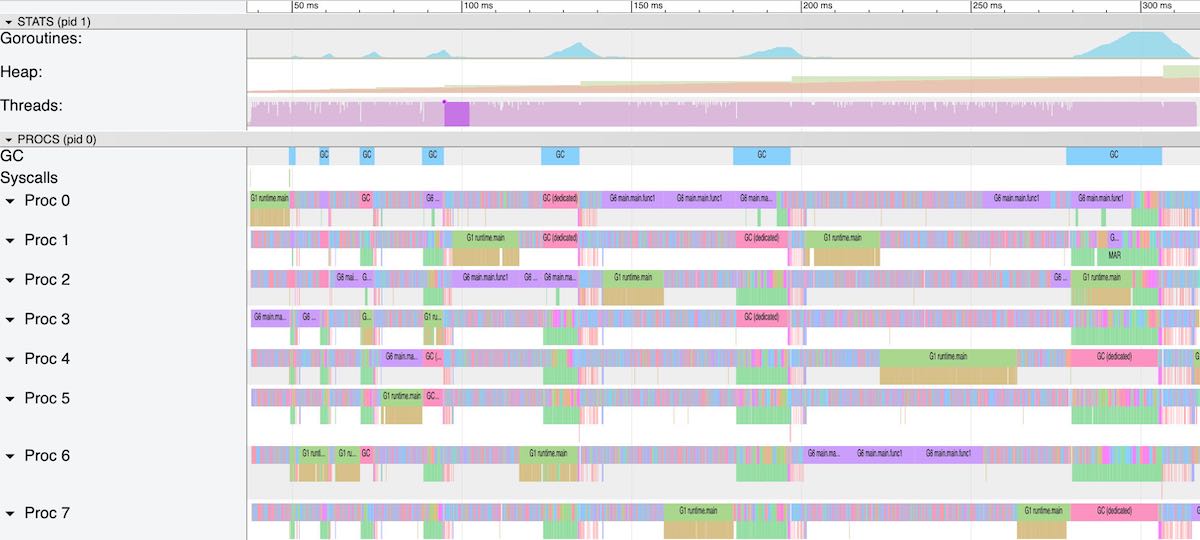 50 ms 100 ms 150 ms 200 ms 250 ms 300 ms
STATS (pid 1)
Goroutines:
Heap:
Threads:
PROCS (pid 0)
GC GC GC GC GC GC GC
Syscalls
Proc 0 G1 runtime.main GC G6 ... GC (dedicated) G6 main.main.func1 G6 main.main.func1 G6 main.ma... G6 main.main.func1 G6 main.main.func1
Proc 1 G1 runtime.main GC (dedicated) GC (dedicated) G1 runtime.main G...
MAR
Proc 2 G6 mai... G... G6 main.main.func1 G6 ... G6 main.ma... G1 runtime.main G6 ... G1 runtime.main
Proc 3 G6 main.ma... G6 ... G... G1 ru... GC (dedicated)
Proc 4 G6 main.ma... GC (... G1 runtime.main GC (dedicated) G
Proc 5 G1 runtime.main GC...
Proc 6 G1 runti... G1 ru... GC G1 runtime.main G6 main.ma... G6 main.main.func1 G6 main.main.func1
Proc 7 G1 runtime.main G1 runtime.main GC (dedicated) G